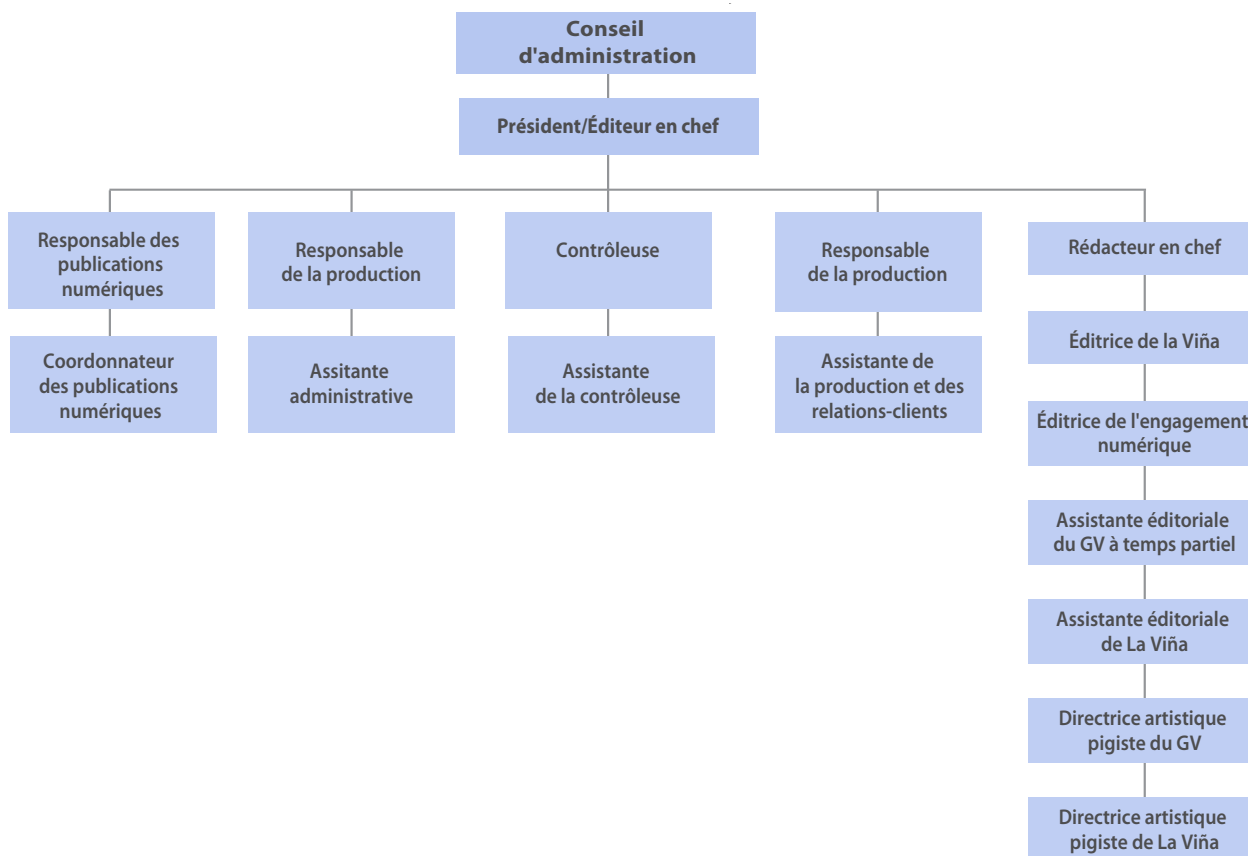 Conseil
d'administration
Président/Éditeur en chef
Responsable des
publications
numériques
Responsable
de la production
Contrôleuse
Responsable
de la production
Rédacteur en chef
Coordonnateur
des publications
numériques
Assitante
administrative
Assistante
de la contrôleuse
Assistante de
la production et des
relations-clients
Éditrice de la Viña
Éditrice de l'engagement
numérique
Assistante éditoriale
du GV à temps partiel
Assistante éditoriale
de La Viña
Directrice artistique
pigiste du GV
Directrice artistique
pigiste de La Viña